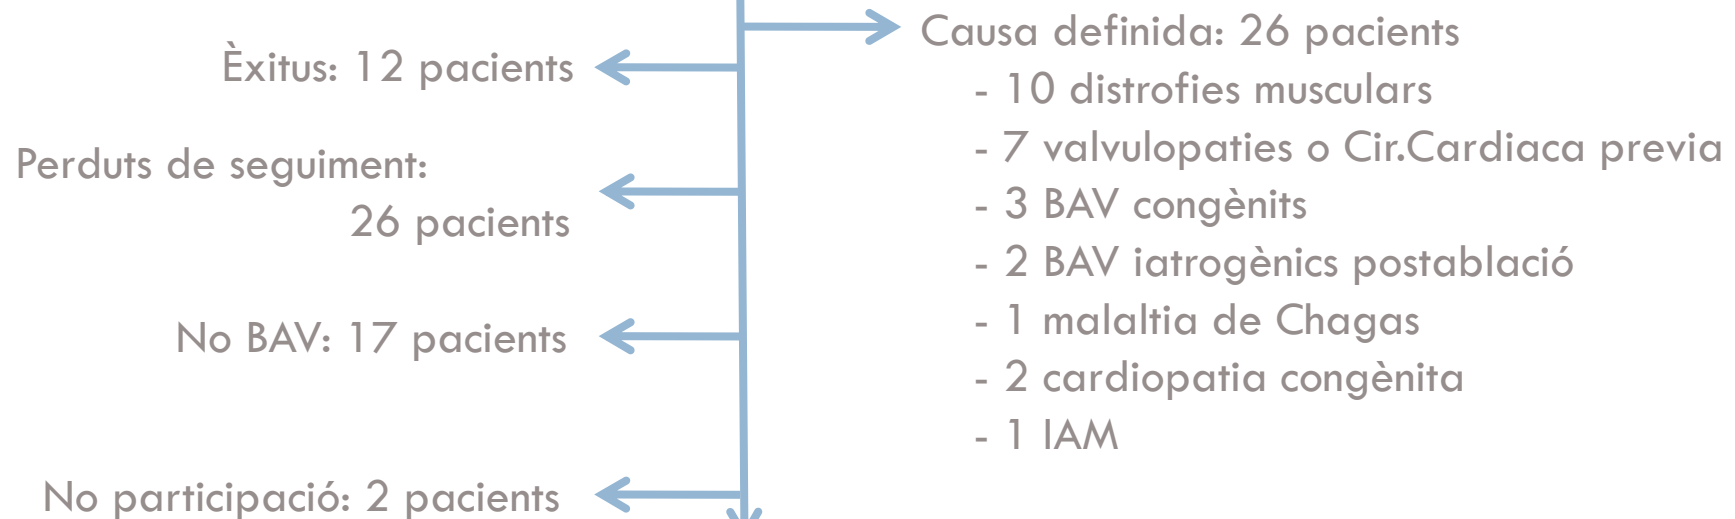 Èxitus: 12 pacients
Perduts de seguiment:
26 pacients
No BAV: 17 pacients
No participació: 2 pacients
Causa definida: 26 pacients
- 10 distrofies musculars
- 7 valvulopaties o Cir.Cardiaca previa
- 3 BAV congènits
- 2 BAV iatrogènics postablació
- 1 malaltia de Chagas
- 2 cardiopatia congènita
- 1 IAM